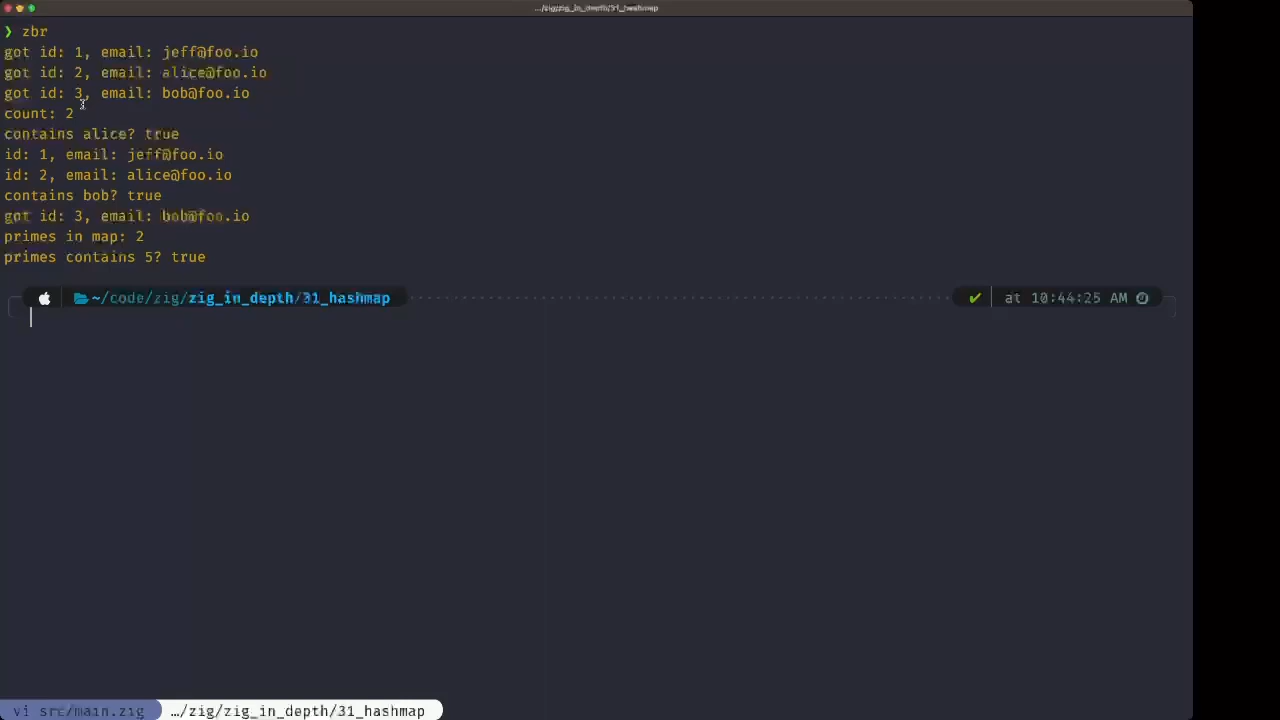 .../zig/zig_in_depth/31_hashmap
❯ zbr
got id: 1, email: jeff@foo.io
got id: 2, email: alice@foo.io
got id: 3, email: bob@foo.io
count: 2
contains alice? true
id: 1, email: jeff@foo.io
id: 2, email: alice@foo.io
contains bob? true
got id: 3, email: bob@foo.io
primes in map: 2
primes contains 5? true
~/code/zig/zig_in_depth/31_hashmap ✔ at 10:44:25 AM
vi src/main.zig …/zig/zig_in_depth/31_hashmap